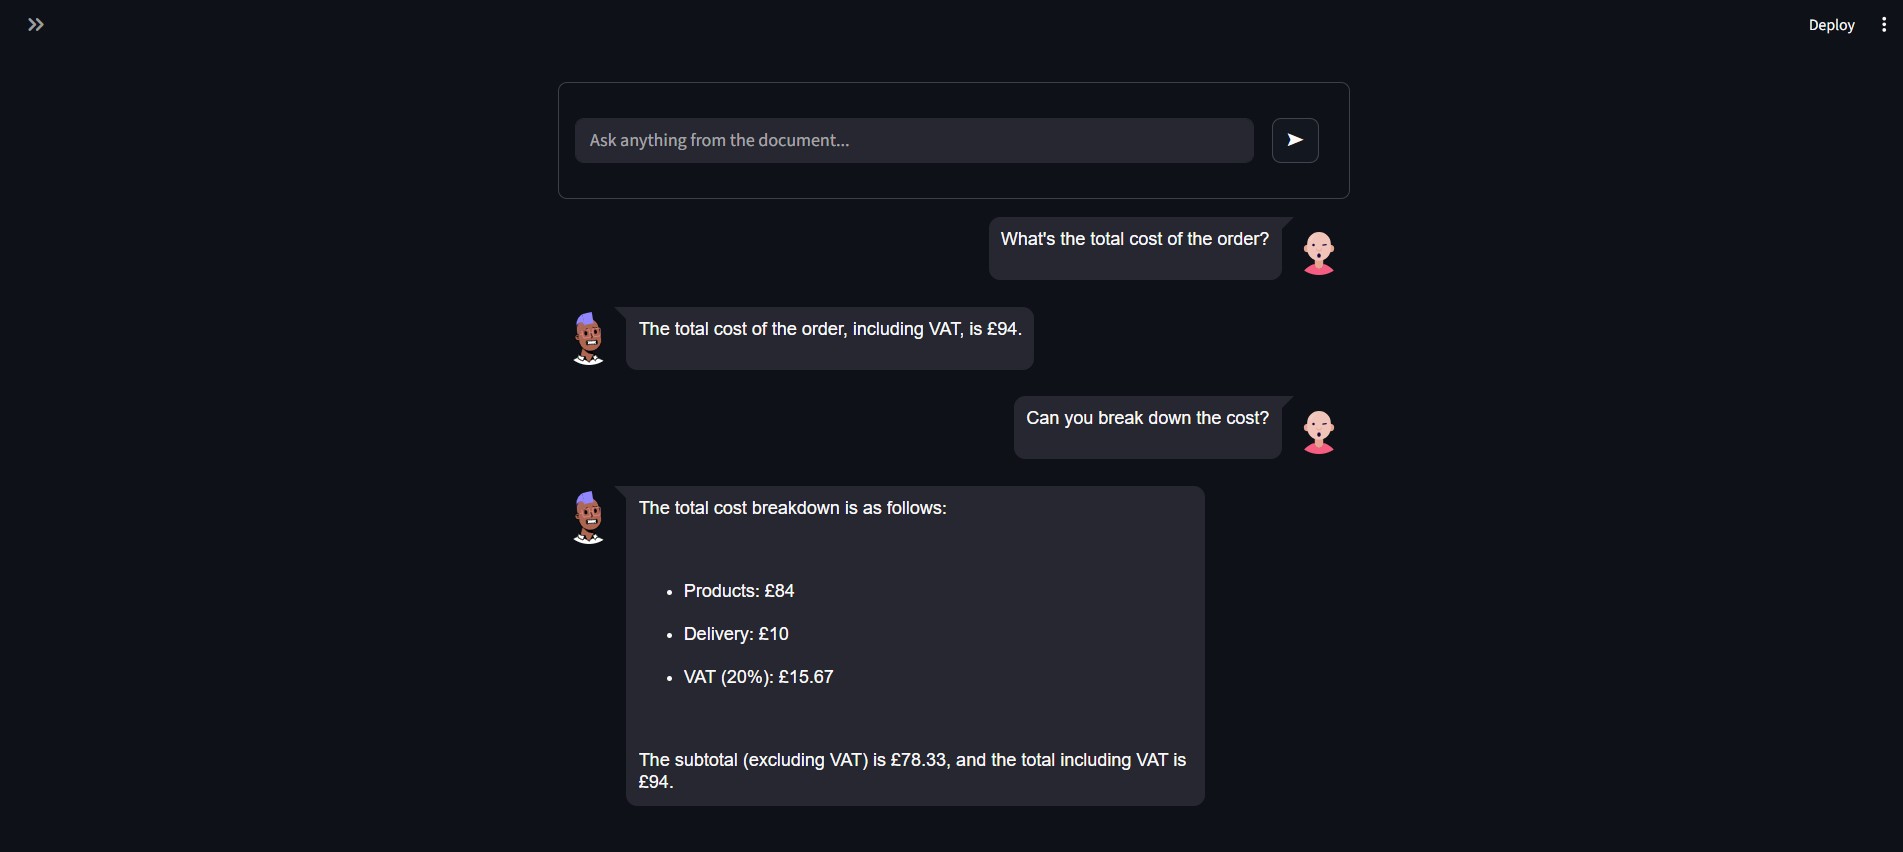 Deploy
Ask anything from the document...
What's the total cost of the order?
The total cost of the order, including VAT, is £94.
Can you break down the cost?
The total cost breakdown is as follows:
• Products: £84
• Delivery: £10
• VAT (20%): £15.67
The subtotal (excluding VAT) is £78.33, and the total including VAT is
£94.